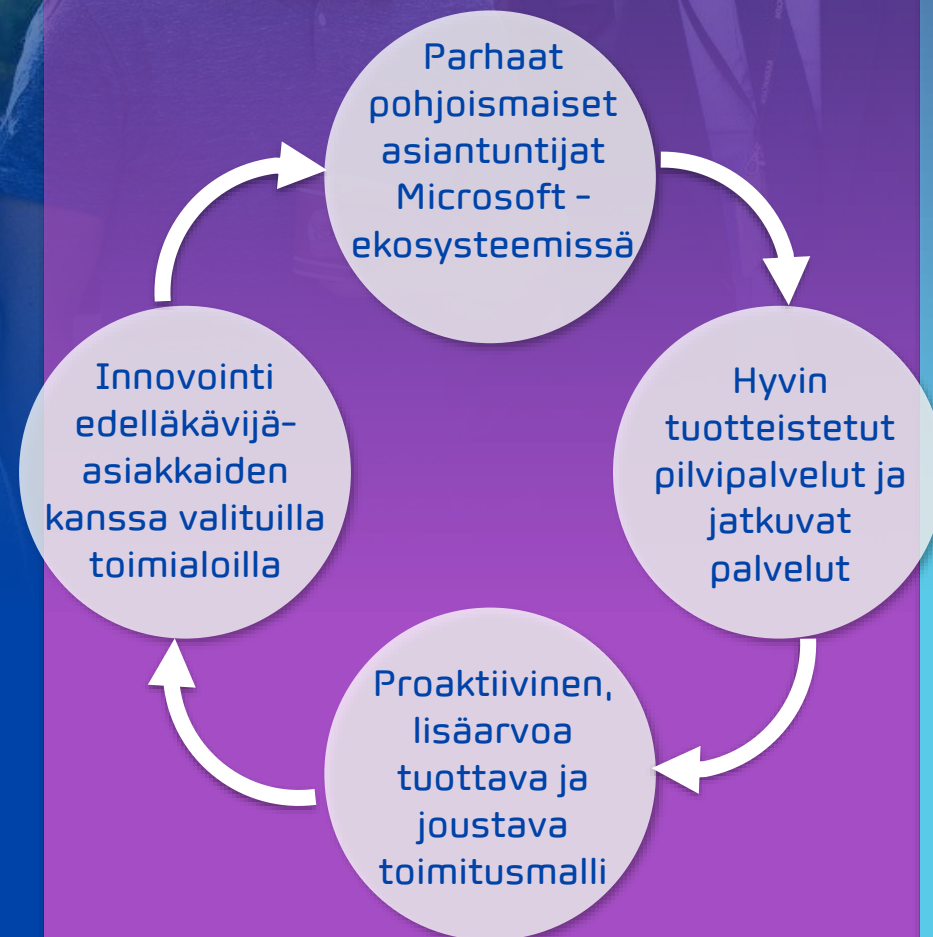 Parhaat
pohjoismaiset
asiantuntijat
Microsoft -
ekosysteemissä
Hyvin
tuotteistetut
pilvipalvelut ja
jatkuvat
palvelut
Proaktiivinen,
lisäarvoa
tuottava ja
joustava
toimitusmalli
Innovointi
edelläkävijä-
asiakkaiden
kanssa valituilla
toimialoilla